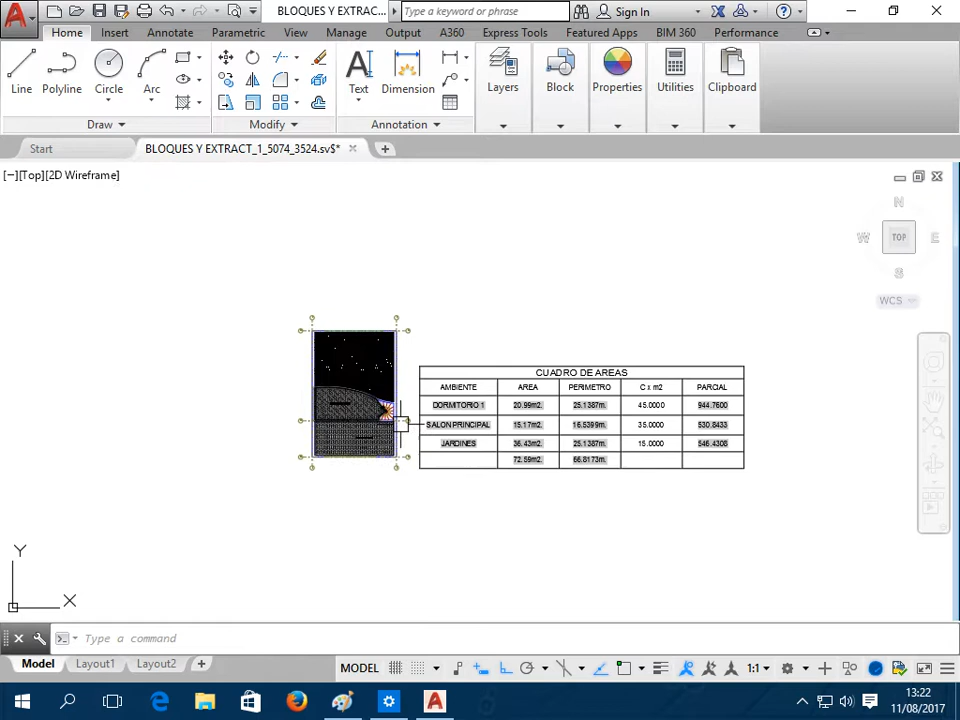 BLOQUES Y EXTRACT...
Type a keyword or phrase
Sign In
Home Insert Annotate Parametric View Manage Output A360 Express Tools Featured Apps BIM 360 Performance
Line Polyline Circle Arc Text Dimension Layers Block Properties Utilities Clipboard
Draw Modify Annotation
Start BLOQUES Y EXTRACT_1_5074_3524.sv$*
[−][Top][2D Wireframe]
N
W TOP E
S
WCS
CUADRO DE AREAS
AMBIENTE AREA PERIMETRO C x m2 PARCIAL
DORMITORIO 1 20.99m2. 25.1387m. 45.0000 944.7600
SALON PRINCIPAL 15.17m2. 16.5399m. 35.0000 530.8433
JARDINES 36.43m2. 25.1387m. 15.0000 546.4308
72.59m2. 66.8173m.
Y
X
Type a command
Model Layout1 Layout2 +
MODEL 1:1
13:22
11/08/2017